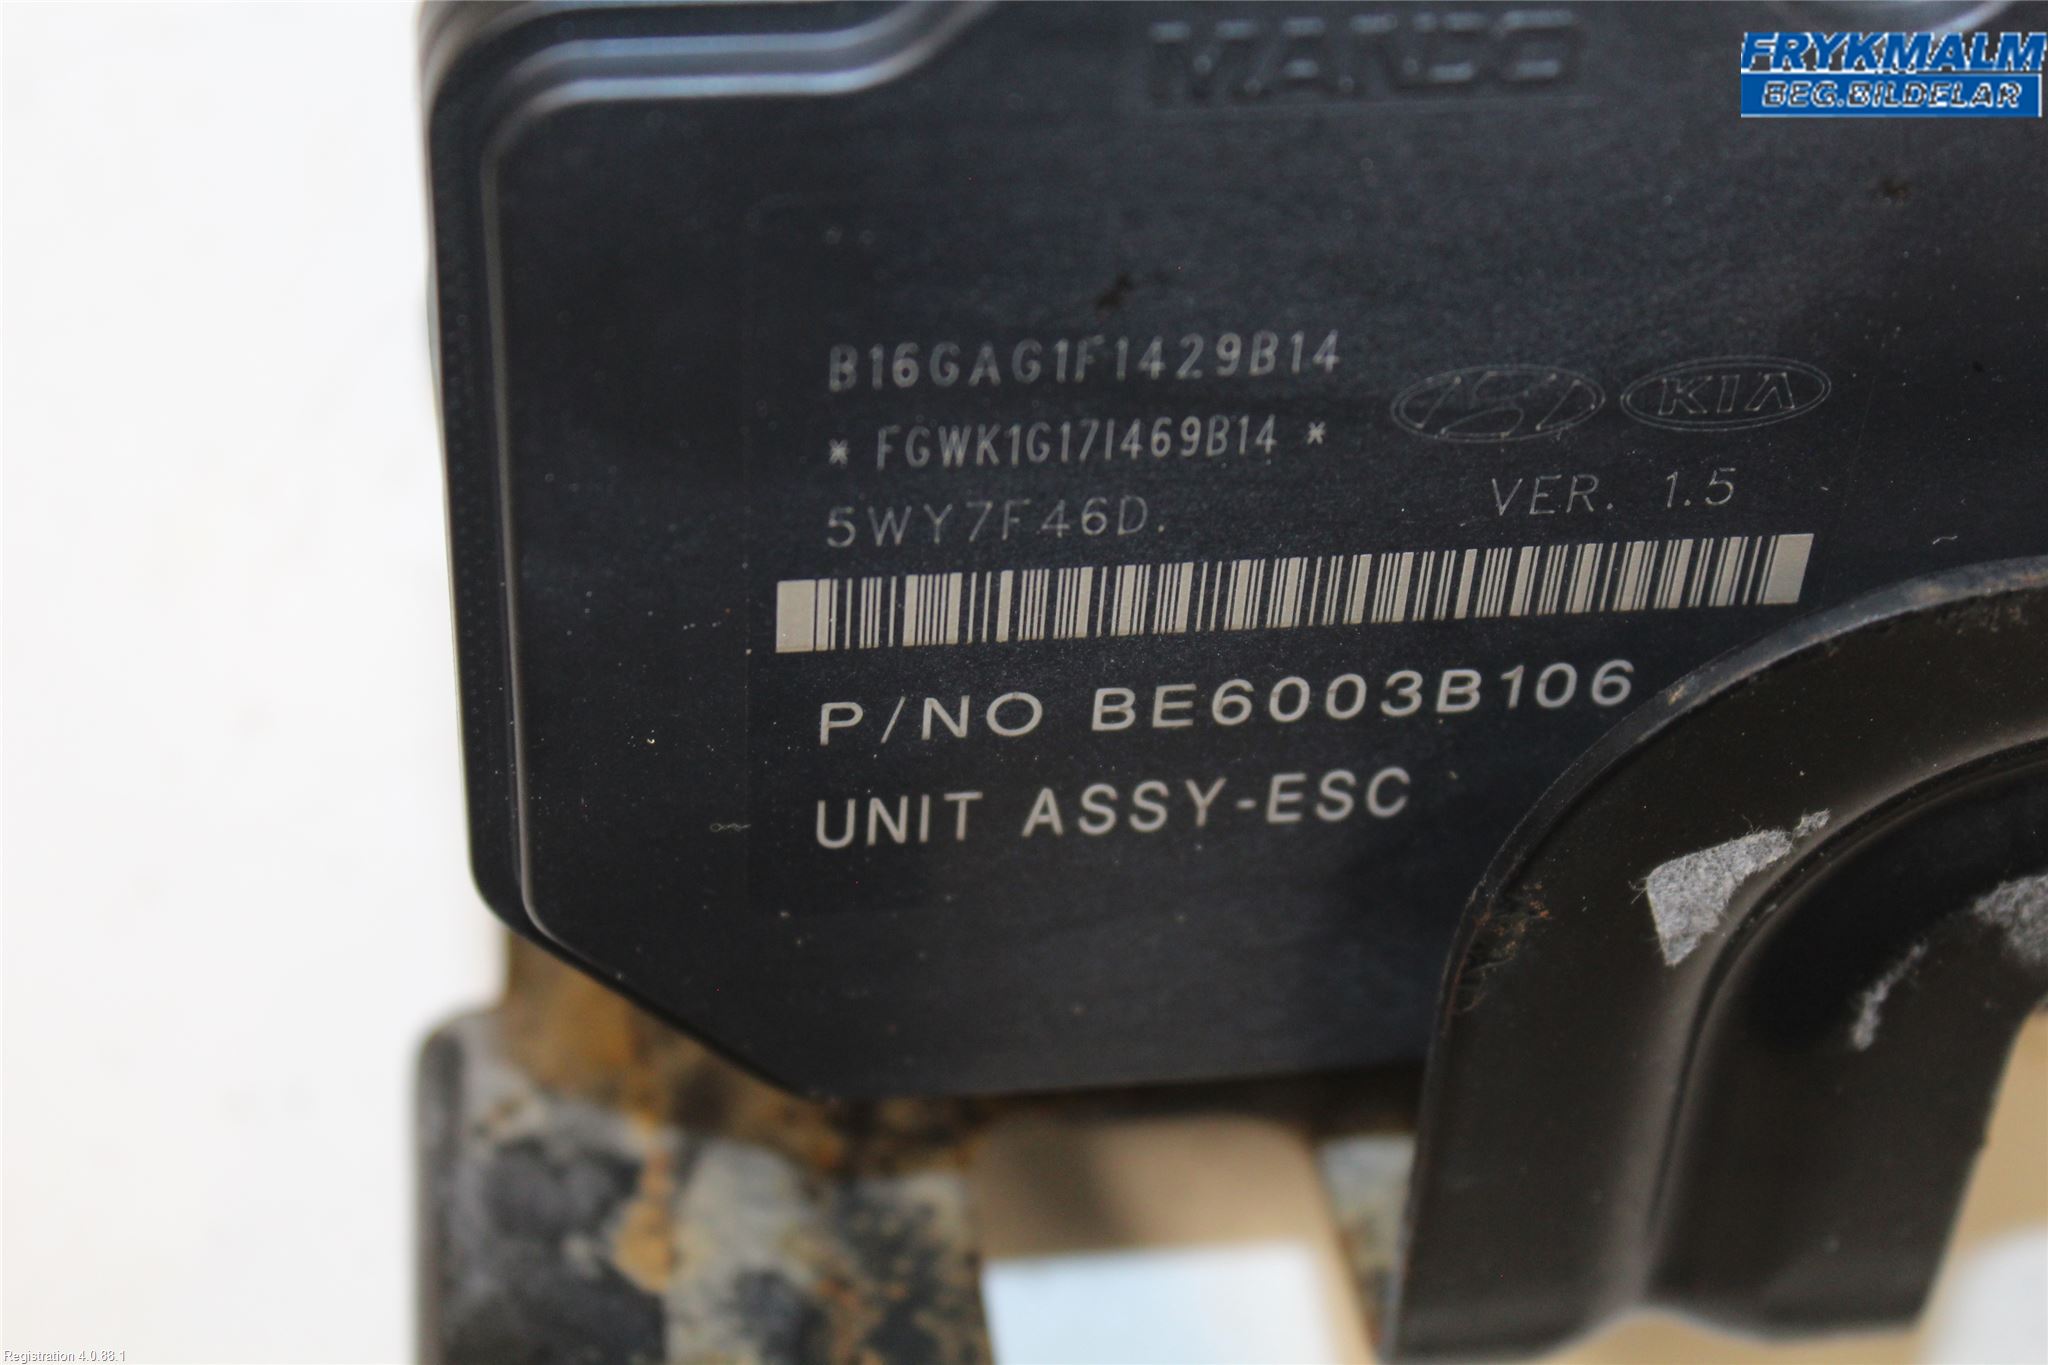 MANDO
FRYKMALM
BEG.BILDELAR
B16GAG1F1429B14
* FGWK1G17I469B14 *
KIA
5WY7F46D.
VER. 1.5
P/NO BE6003B106
UNIT ASSY-ESC
Registration 4.0.88.1